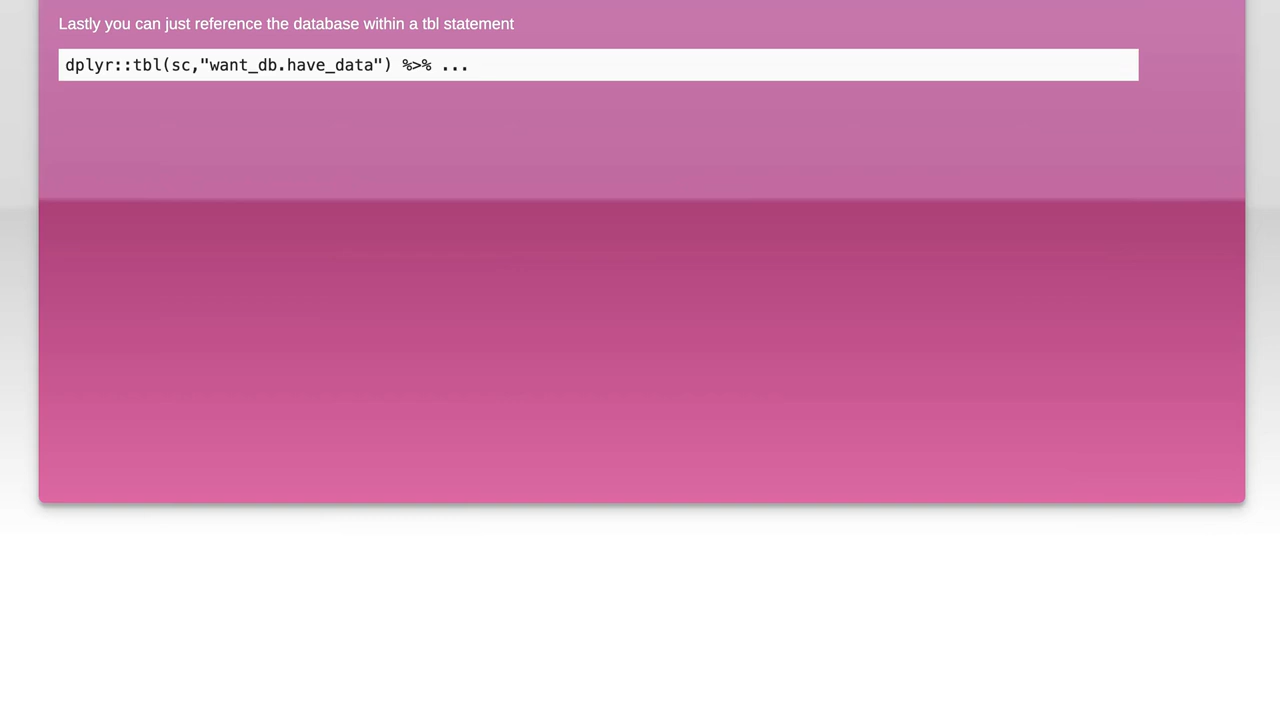 Lastly you can just reference the database within a tbl statement
dplyr::tbl(sc,"want_db.have_data") %>% ...